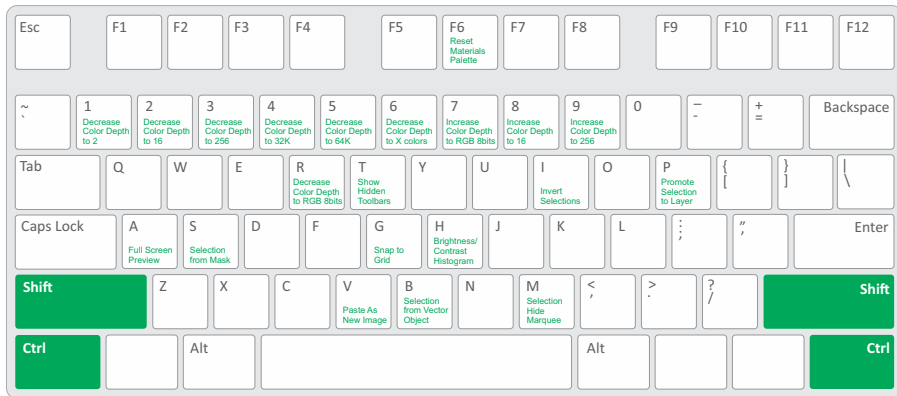 Esc
F1
F2
F3
F4
F5
F6
Reset
Materials
Palette
F7
F8
F9
F10
F11
F12
~
`
1
Decrease
Color Depth
to 2
2
Decrease
Color Depth
to 16
3
Decrease
Color Depth
to 256
4
Decrease
Color Depth
to 32K
5
Decrease
Color Depth
to 64K
6
Decrease
Color Depth
to X colors
7
Increase
Color Depth
to RGB 8bits
8
Increase
Color Depth
to 16
9
Increase
Color Depth
to 256
0
_
-
+
=
Backspace
Tab
Q
W
E
R
Decrease
Color Depth
to RGB 8bits
T
Show
Hidden
Toolbars
Y
U
I
Invert
Selections
O
P
Promote
Selection
to Layer
{
[
}
]
|
\
Caps Lock
A
Full Screen
Preview
S
Selection
from Mask
D
F
G
Snap to
Grid
H
Brightness/
Contrast
Histogram
J
K
L
:
;
"
,
Enter
Shift
Z
X
C
V
Paste As
New Image
B
Selection
from Vector
Object
N
M
Selection
Hide
Marquee
<
,
>
.
?
/
Shift
Ctrl
Alt
Alt
Ctrl